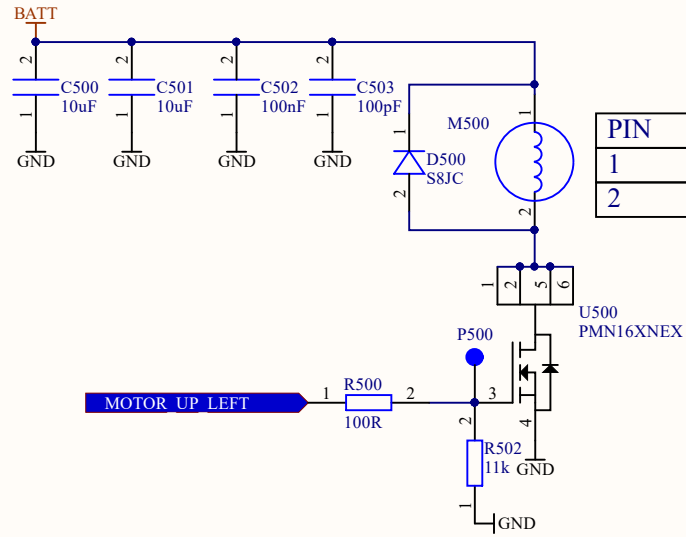 BATT
2
2
2
2
C500
10uF
C501
10uF
C502
100nF
C503
100pF
1
1
1
1
GND
GND
GND
GND
1
D500
S8JC
2
M500
1
2
PIN
1
2
1
2
5
6
U500
PMN16XNEX
P500
MOTOR_UP_LEFT
1
R500
2
100R
3
4
GND
2
R502
11k
1
GND